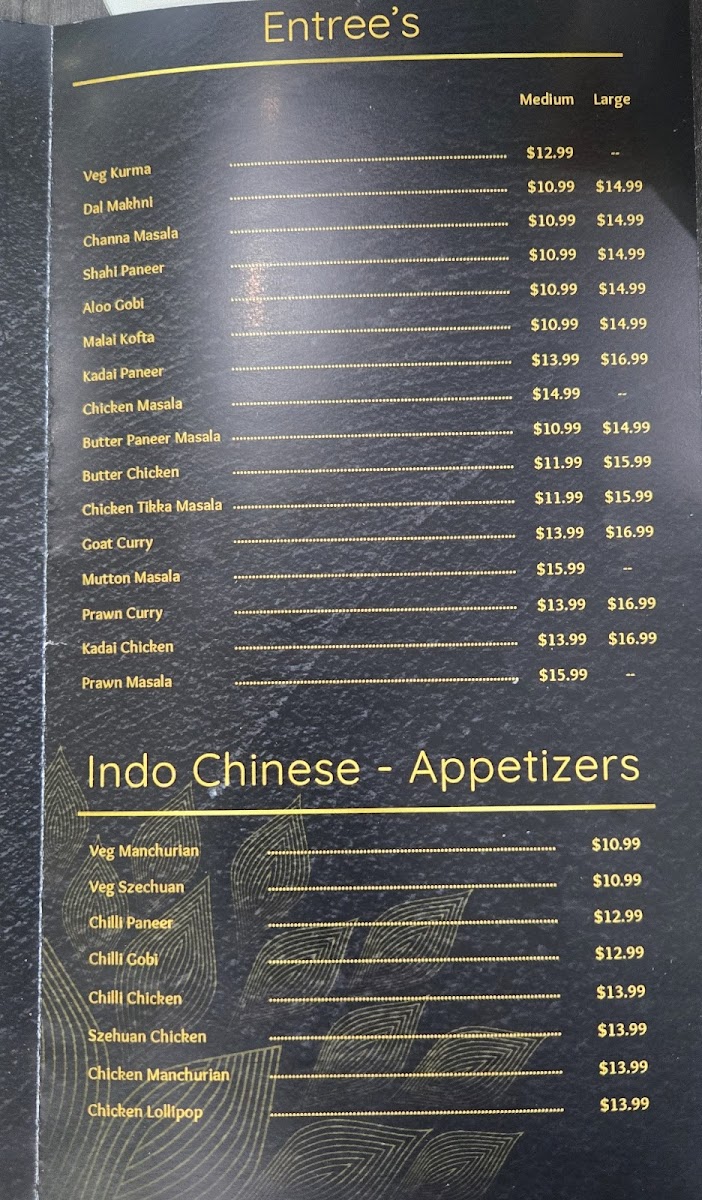 Entree's
Medium Large
Veg Kurma $12.99 --
Dal Makhni $10.99 $14.99
Channa Masala $10.99 $14.99
Shahi Paneer $10.99 $14.99
Aloo Gobi $10.99 $14.99
Malai Kofta $10.99 $14.99
Kadai Paneer $13.99 $16.99
Chicken Masala $14.99 --
Butter Paneer Masala $10.99 $14.99
Butter Chicken $11.99 $15.99
Chicken Tikka Masala $11.99 $15.99
Goat Curry $13.99 $16.99
Mutton Masala $15.99 --
Prawn Curry $13.99 $16.99
Kadai Chicken $13.99 $16.99
Prawn Masala $15.99 --
Indo Chinese - Appetizers
Veg Manchurian $10.99
Veg Szechuan $10.99
Chilli Paneer $12.99
Chilli Gobi $12.99
Chilli Chicken $13.99
Szehuan Chicken $13.99
Chicken Manchurian $13.99
Chicken Lollipop $13.99